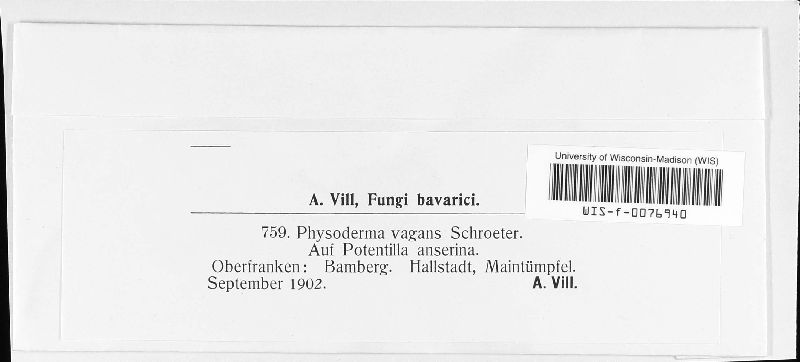 University of Wisconsin-Madison (WIS)
WIS-f-0076940
A. Vill, Fungi bavarici.
759. Physoderma vagans Schroeter.
Auf Potentilla anserina.
Oberfranken: Bamberg. Hallstadt, Maintümpfel.
September 1902. A. Vill.